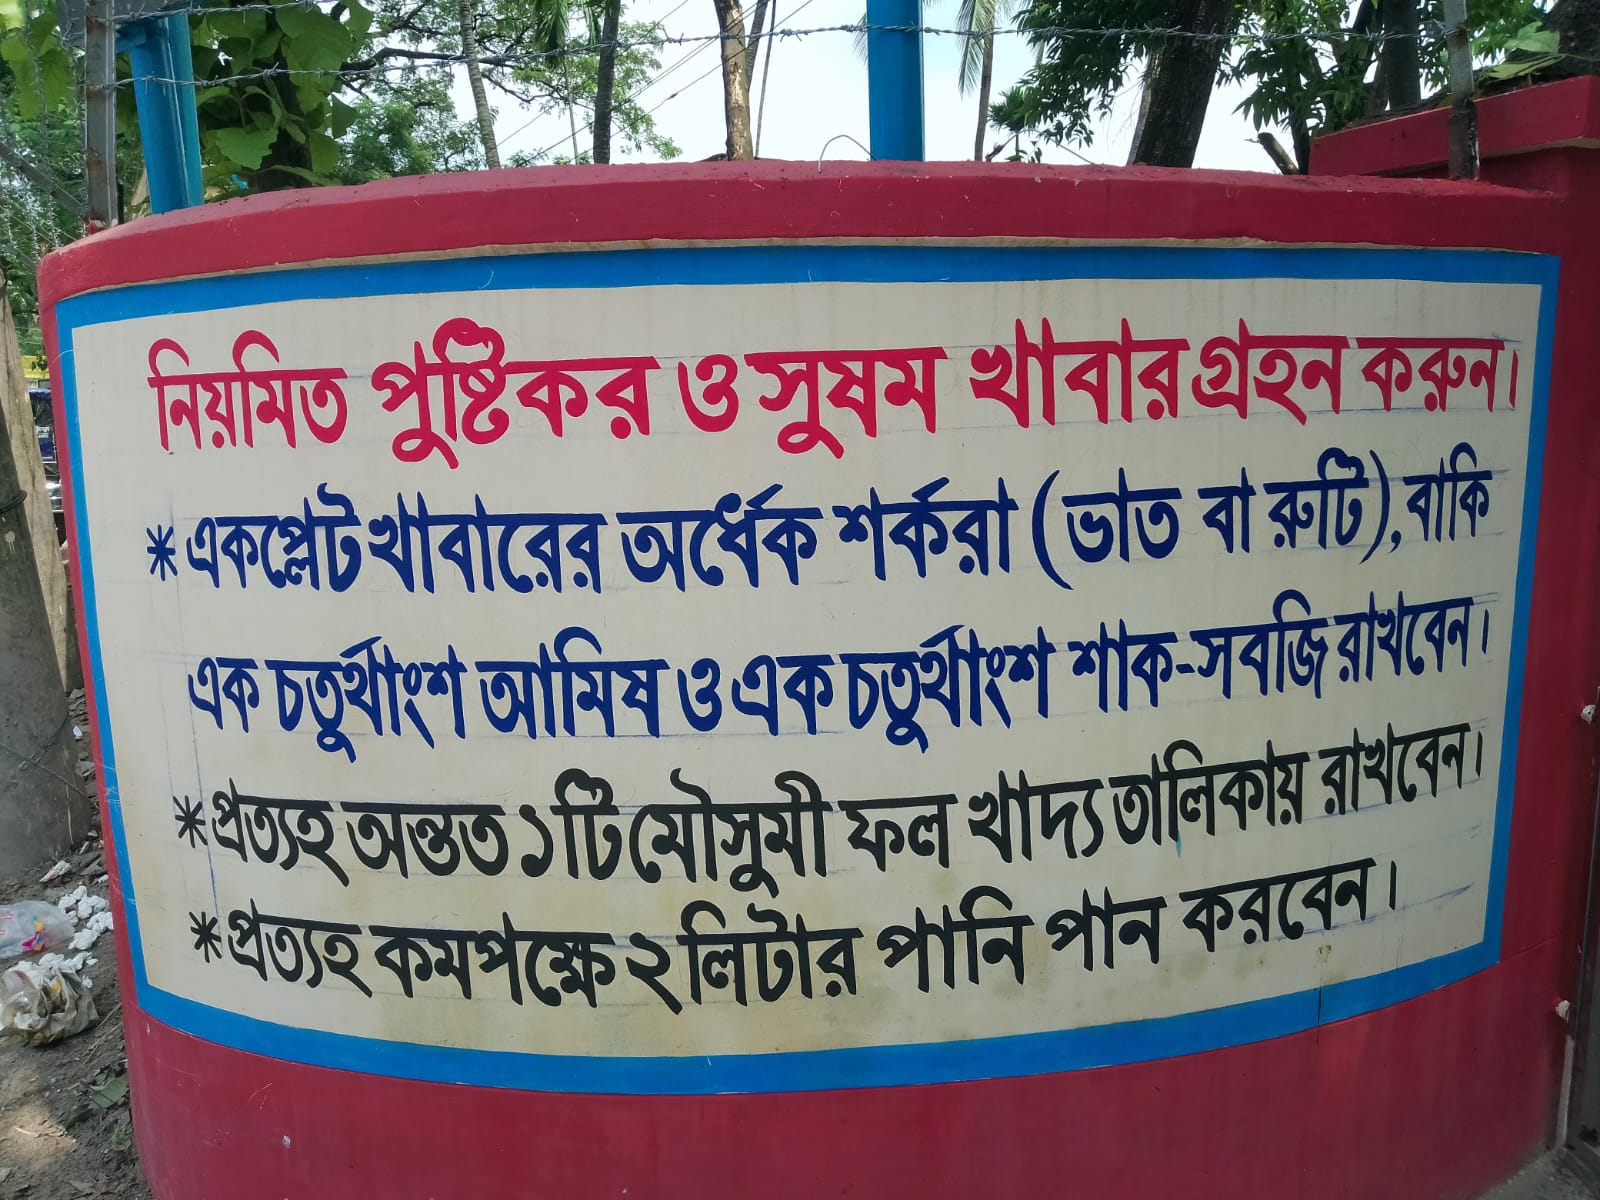 নিয়মিত পুষ্টিকর ও সুষম খাবার গ্রহন করুন।
* একপ্লেট খাবারের অর্ধেক শর্করা (ভাত বা রুটি), বাকি
এক চতুর্থাংশ আমিষ ও এক চতুর্থাংশ শাক-সবজি রাখবেন।
* প্রত্যহ অন্তত ১টি মৌসুমী ফল খাদ্য তালিকায় রাখবেন।
* প্রত্যহ কমপক্ষে ২ লিটার পানি পান করবেন।